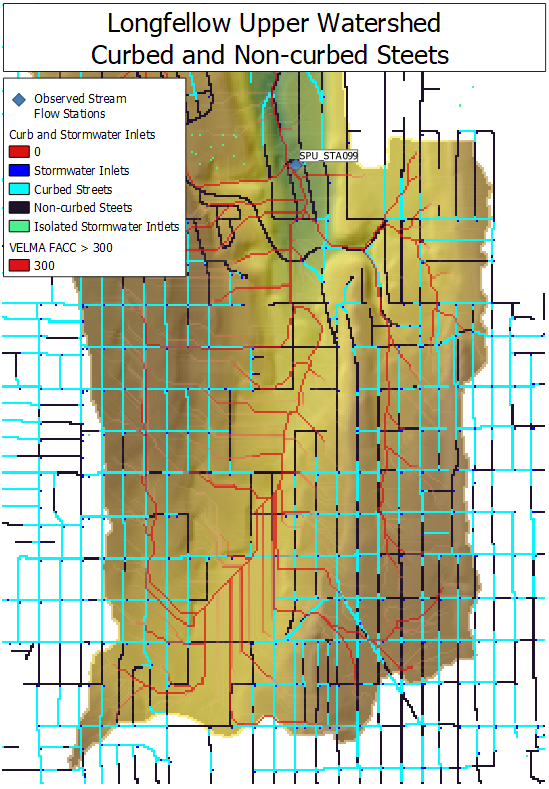 Longfellow Upper Watershed
Curbed and Non-curbed Steets
Observed Stream
Flow Stations
Curb and Stormwater Inlets
0
Stormwater Inlets
Curbed Streets
Non-curbed Steets
Isolated Stormwater Intlets
VELMA FACC > 300
300
SPU_STA099